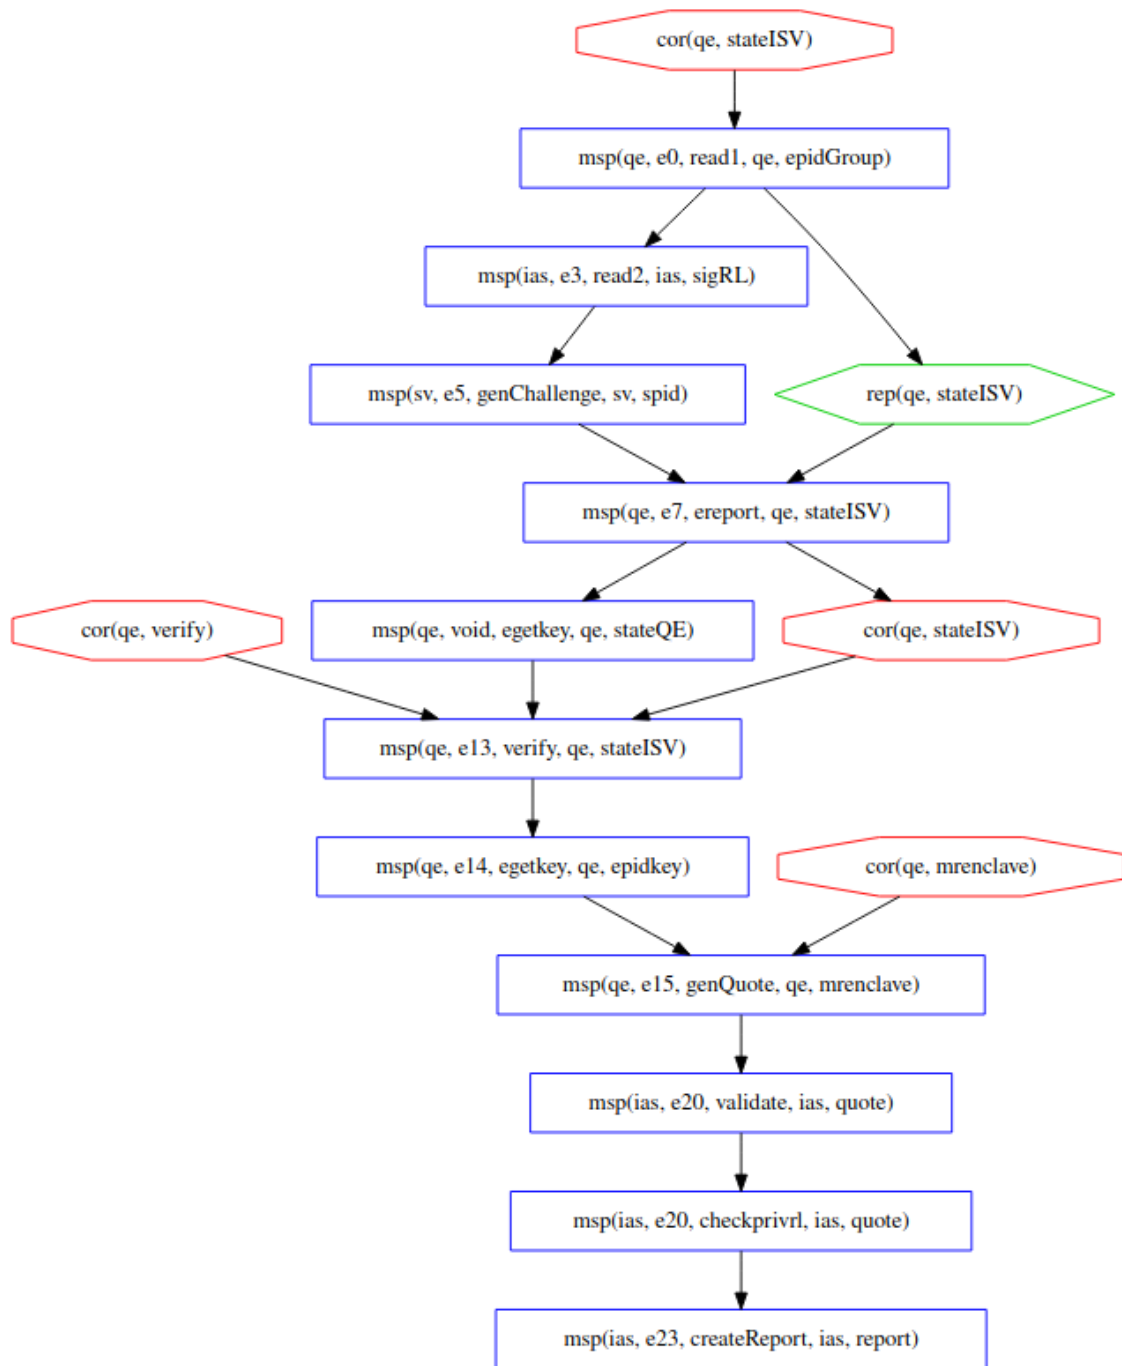 cor(qe, stateISV)
msp(qe, e0, read1, qe, epidGroup)
msp(ias, e3, read2, ias, sigRL)
msp(sv, e5, genChallenge, sv, spid)
rep(qe, stateISV)
msp(qe, e7, ereport, qe, stateISV)
cor(qe, verify)
msp(qe, void, egetkey, qe, stateQE)
cor(qe, stateISV)
msp(qe, e13, verify, qe, stateISV)
msp(qe, e14, egetkey, qe, epidkey)
cor(qe, mrenclave)
msp(qe, e15, genQuote, qe, mrenclave)
msp(ias, e20, validate, ias, quote)
msp(ias, e20, checkprivrl, ias, quote)
msp(ias, e23, createReport, ias, report)